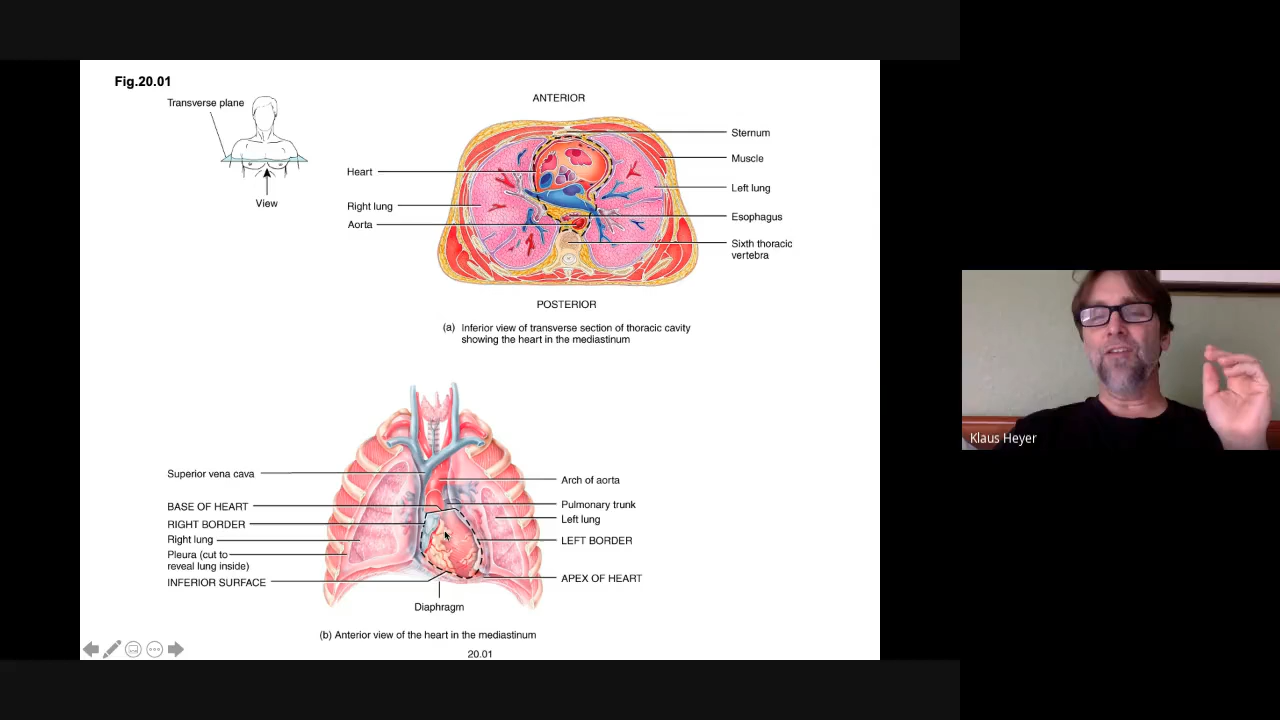 Fig.20.01
Transverse plane
View
ANTERIOR
Heart
Right lung
Aorta
Sternum
Muscle
Left lung
Esophagus
Sixth thoracic
vertebra
POSTERIOR
(a) Inferior view of transverse section of thoracic cavity
showing the heart in the mediastinum
Superior vena cava
BASE OF HEART
RIGHT BORDER
Right lung
Pleura (cut to
reveal lung inside)
INFERIOR SURFACE
Arch of aorta
Pulmonary trunk
Left lung
LEFT BORDER
APEX OF HEART
Diaphragm
(b) Anterior view of the heart in the mediastinum
20.01
Klaus Heyer